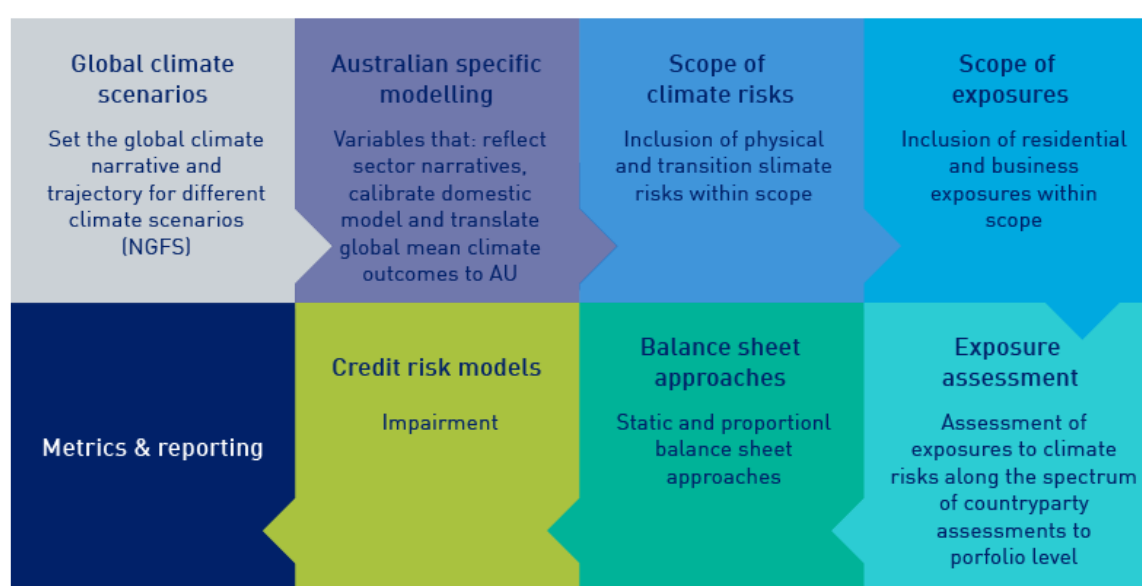 Global climate
scenarios
Set the global climate
narrative and
trajectory for different
climate scenarios
(NGFS)
Australian specific
modelling
Variables that: reflect
sector narratives,
calibrate domestic
model and translate
global mean climate
outcomes to AU
Scope of
climate risks
Inclusion of physical
and transition slimate
risks within scope
Scope of
exposures
Inclusion of residential
and business
exposures within
scope
Exposure
assessment
Assessment of
exposures to climate
risks along the spectrum
of countryparty
assessments to
porfolio level
Balance sheet
approaches
Static and proportionl
balance sheet
approaches
Credit risk models
Impairment
Metrics & reporting